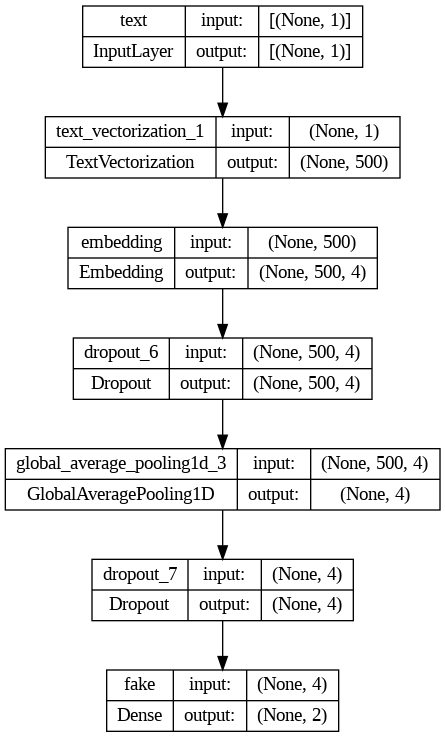 text input: [(None, 1)]
InputLayer output: [(None, 1)]
text_vectorization_1 input: (None, 1)
TextVectorization output: (None, 500)
embedding input: (None, 500)
Embedding output: (None, 500, 4)
dropout_6 input: (None, 500, 4)
Dropout output: (None, 500, 4)
global_average_pooling1d_3 input: (None, 500, 4)
GlobalAveragePooling1D output: (None, 4)
dropout_7 input: (None, 4)
Dropout output: (None, 4)
fake input: (None, 4)
Dense output: (None, 2)